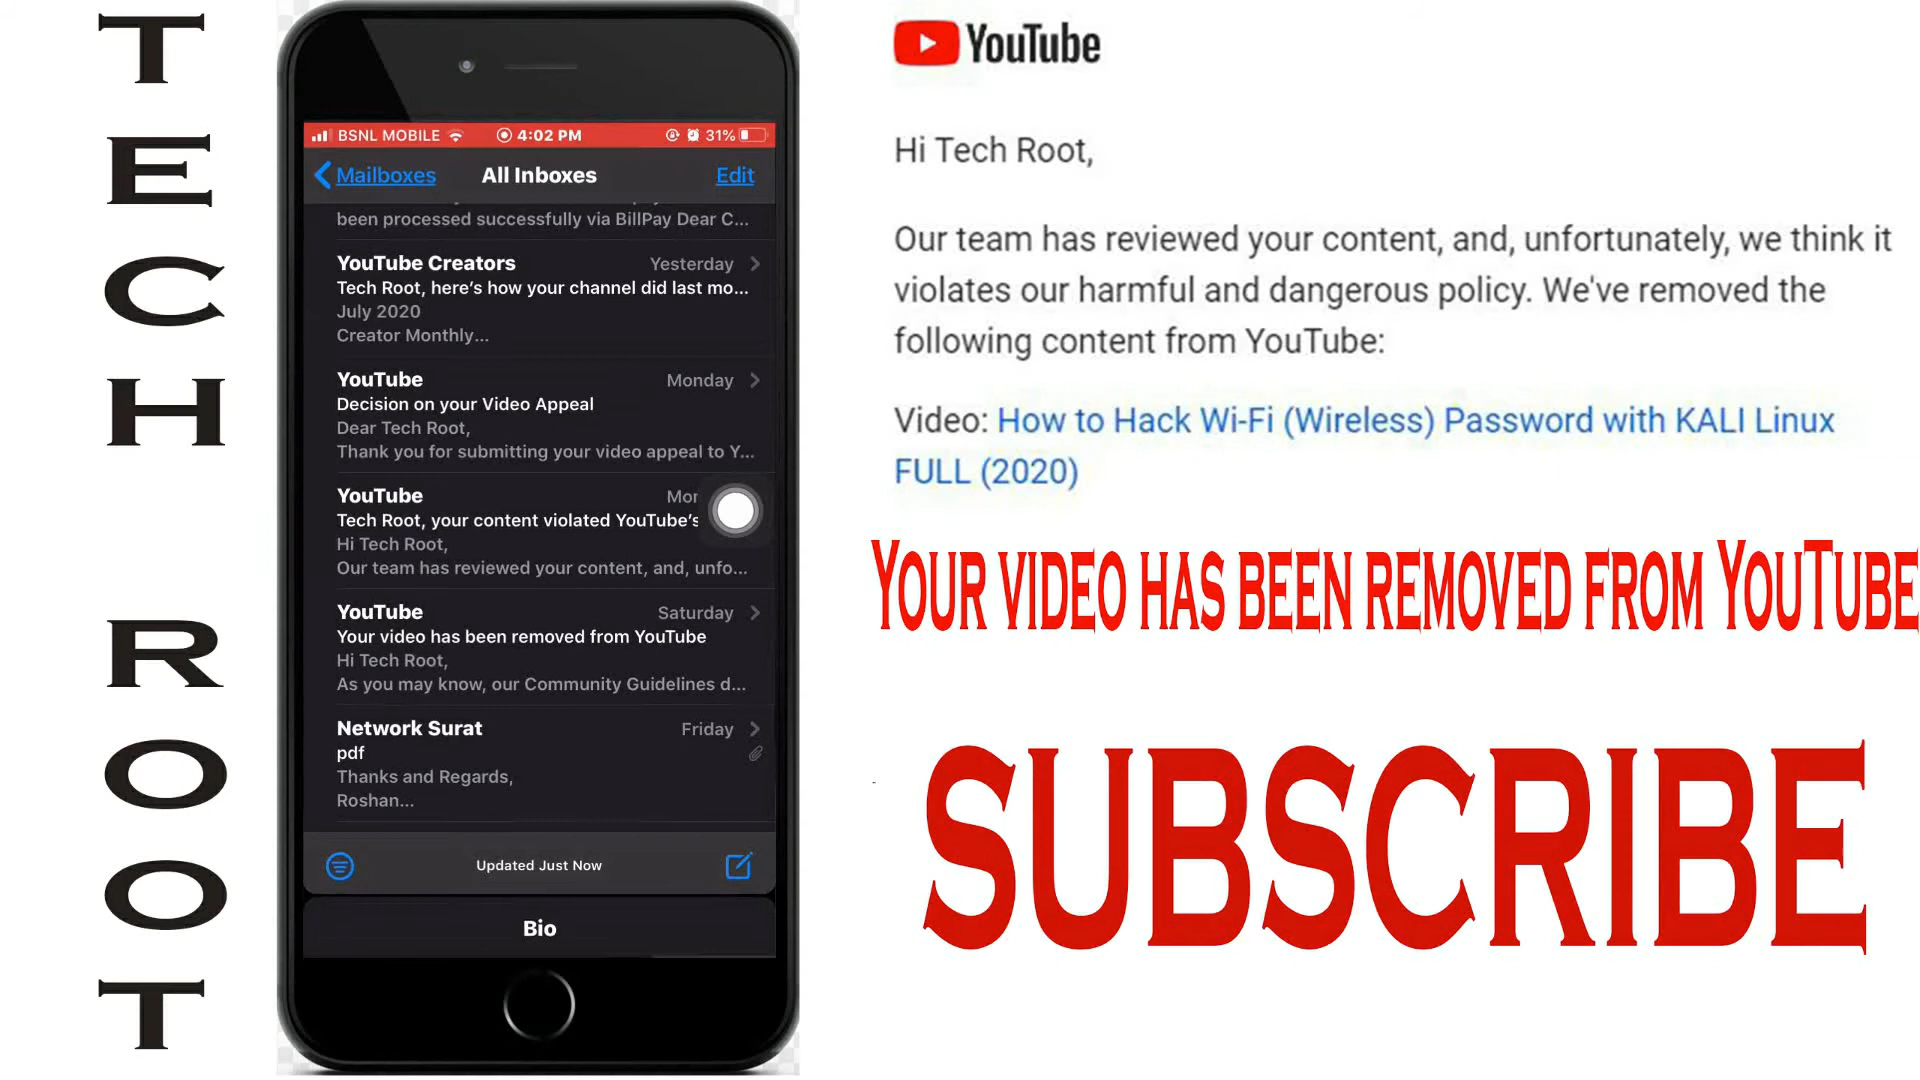 TECH ROOT
BSNL MOBILE 4:02 PM 31%
Mailboxes All Inboxes Edit
been processed successfully via BillPay Dear C...
YouTube Creators Yesterday
Tech Root, here's how your channel did last mo...
July 2020
Creator Monthly...
YouTube Monday
Decision on your Video Appeal
Dear Tech Root,
Thank you for submitting your video appeal to Y...
YouTube Mon
Tech Root, your content violated YouTube's
Hi Tech Root,
Our team has reviewed your content, and, unfo...
YouTube Saturday
Your video has been removed from YouTube
Hi Tech Root,
As you may know, our Community Guidelines d...
Network Surat Friday
pdf
Thanks and Regards,
Roshan...
Updated Just Now
Bio
YouTube
Hi Tech Root,
Our team has reviewed your content, and, unfortunately, we think it
violates our harmful and dangerous policy. We've removed the
following content from YouTube:
Video: How to Hack Wi-Fi (Wireless) Password with KALI Linux
FULL (2020)
YOUR VIDEO HAS BEEN REMOVED FROM YOUTUBE
SUBSCRIBE